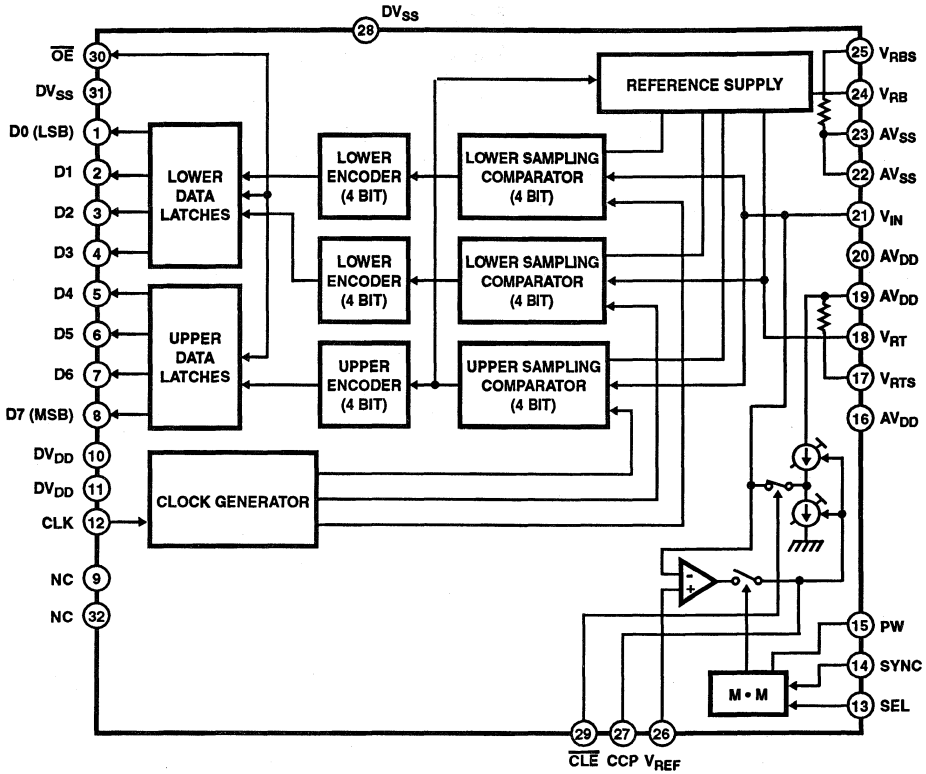 DVSS
28
OE
30
DVSS
31
D0 (LSB)
1
D1
2
D2
3
D3
4
D4
5
D5
6
D6
7
D7 (MSB)
8
DVDD
10
DVDD
11
CLK
12
NC
9
NC
32
LOWER
DATA
LATCHES
UPPER
DATA
LATCHES
CLOCK GENERATOR
LOWER
ENCODER
(4 BIT)
LOWER
ENCODER
(4 BIT)
UPPER
ENCODER
(4 BIT)
LOWER SAMPLING
COMPARATOR
(4 BIT)
LOWER SAMPLING
COMPARATOR
(4 BIT)
UPPER SAMPLING
COMPARATOR
(4 BIT)
REFERENCE SUPPLY
25
VRBS
24
VRB
23
AVSS
22
AVSS
21
VIN
20
AVDD
19
AVDD
18
VRT
17
VRTS
16
AVDD
-
+
M • M
15
PW
14
SYNC
13
SEL
29
27
26
CLE
CCP
VREF